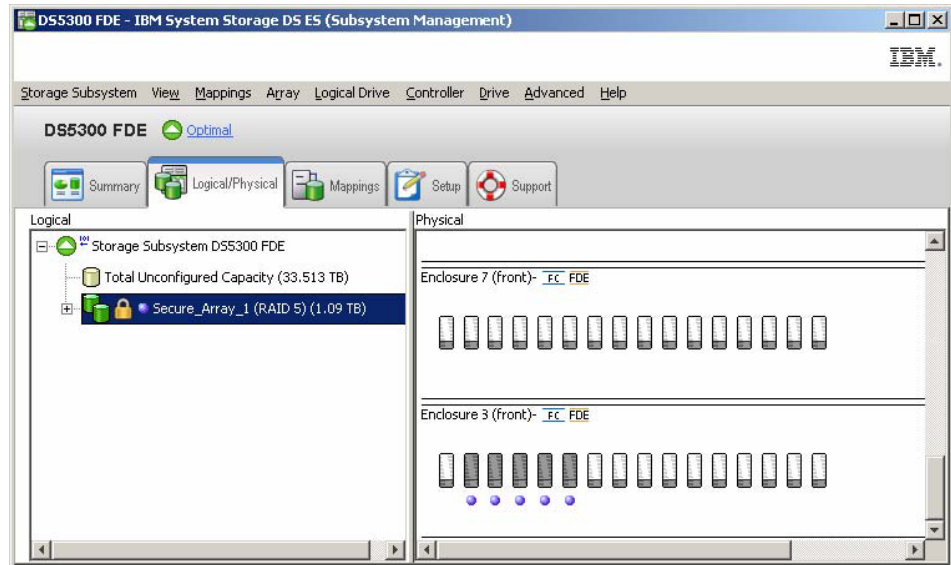 DS5300 FDE - IBM System Storage DS ES (Subsystem Management)
IBM.
Storage Subsystem View Mappings Array Logical Drive Controller Drive Advanced Help
DS5300 FDE Optimal
Summary Logical/Physical Mappings Setup Support
Logical
Storage Subsystem DS5300 FDE
Total Unconfigured Capacity (33.513 TB)
Secure_Array_1 (RAID 5) (1.09 TB)
Physical
Enclosure 7 (front)- FC FDE
Enclosure 3 (front)- FC FDE